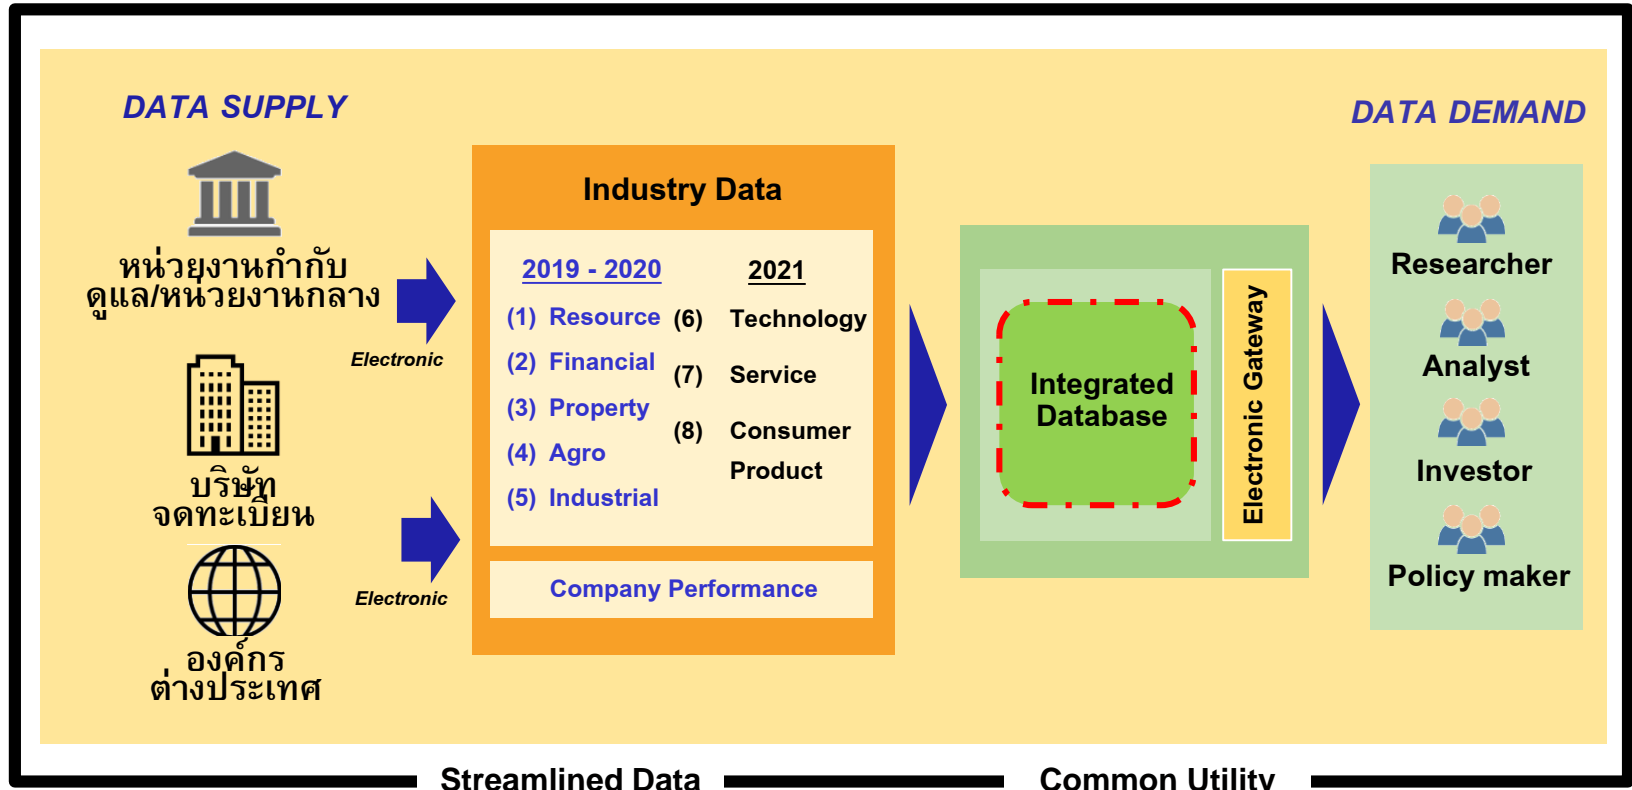 DATA SUPPLY
หน่วยงานกำกับ
ดูแล/หน่วยงานกลาง
Electronic
บริษัท
จดทะเบียน
Electronic
องค์กร
ต่างประเทศ
Industry Data
2019 - 2020
(1) Resource
(2) Financial
(3) Property
(4) Agro
(5) Industrial
2021
(6) Technology
(7) Service
(8) Consumer
Product
Company Performance
Integrated
Database
Electronic Gateway
DATA DEMAND
Researcher
Analyst
Investor
Policy maker
Streamlined Data
Common Utility